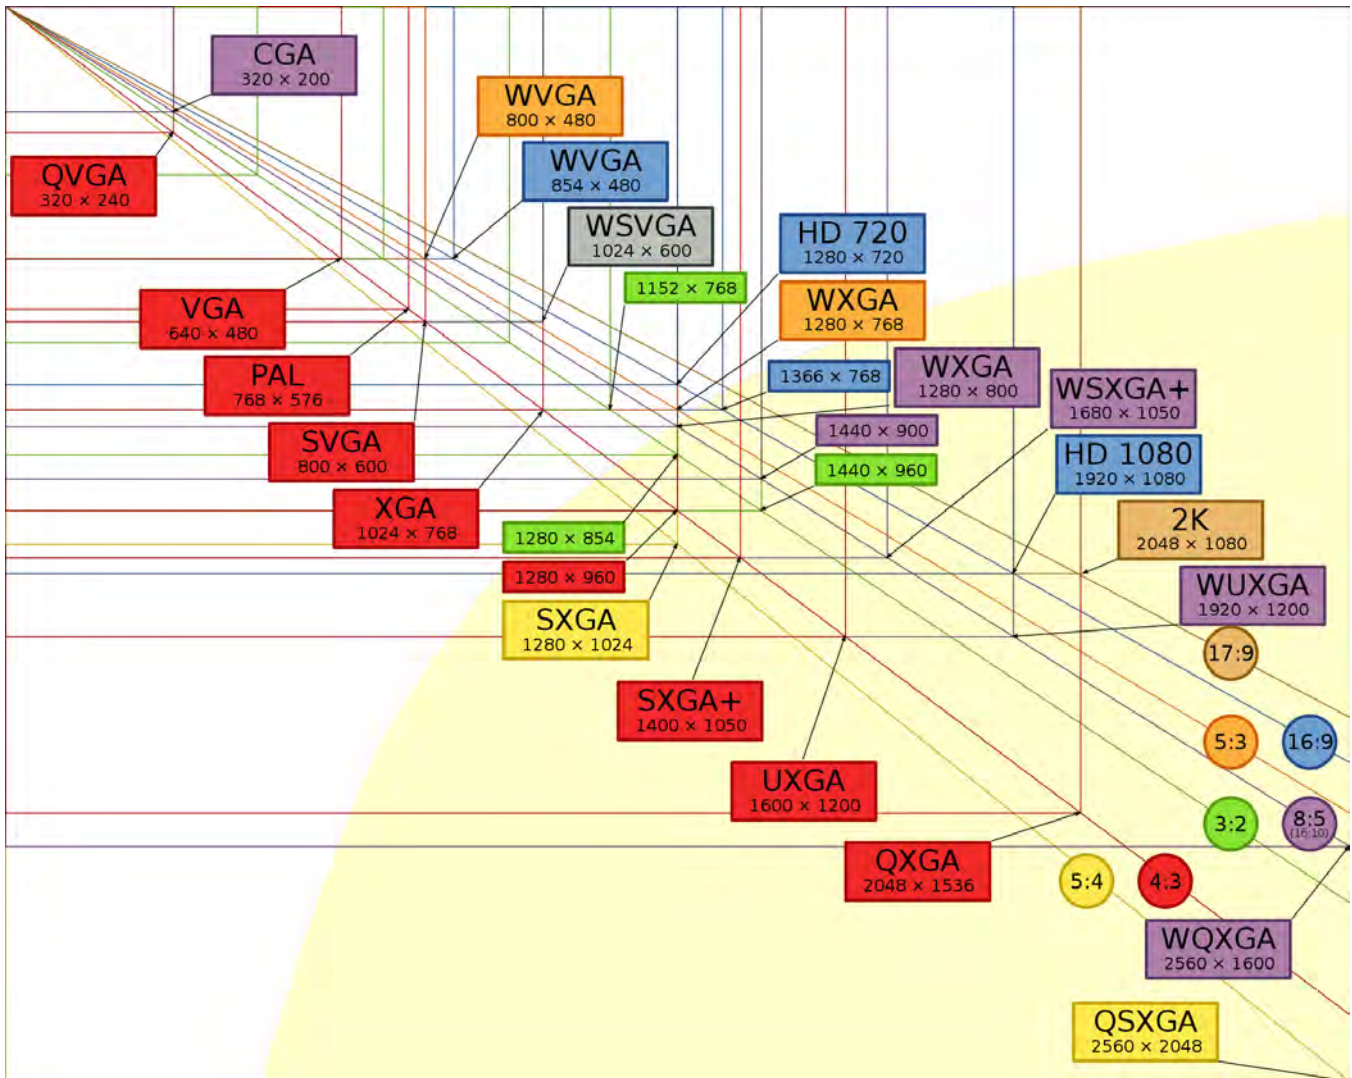 CGA
320 × 200
WVGA
800 × 480
QVGA
320 × 240
WVGA
854 × 480
WSVGA
1024 × 600
HD 720
1280 × 720
1152 × 768
VGA
640 × 480
WXGA
1280 × 768
PAL
768 × 576
1366 × 768
WXGA
1280 × 800
WSXGA+
1680 × 1050
SVGA
800 × 600
1440 × 900
HD 1080
1920 × 1080
1440 × 960
XGA
1024 × 768
2K
2048 × 1080
1280 × 854
1280 × 960
WUXGA
1920 × 1200
SXGA
1280 × 1024
17:9
SXGA+
1400 × 1050
5:3
16:9
UXGA
1600 × 1200
3:2
8:5
(16:10)
QXGA
2048 × 1536
5:4
4:3
WQXGA
2560 × 1600
QSXGA
2560 × 2048